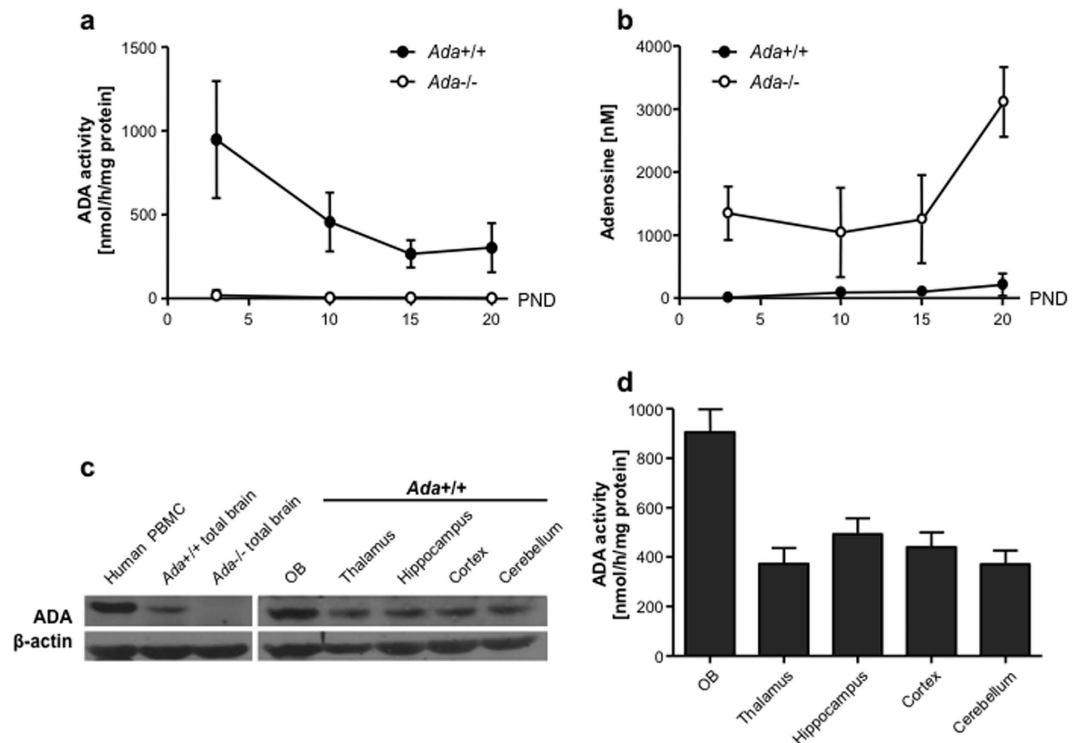 a
1500
1000
500
0
ADA activity
[nmol/h/mg protein]
Ada+/+
Ada-/-
0
5
10
15
20
PND
b
4000
3000
2000
1000
0
Adenosine [nM]
Ada+/+
Ada-/-
0
5
10
15
20
PND
c
Ada+/+
Human PBMC
Ada+/+ total brain
Ada-/- total brain
OB
Thalamus
Hippocampus
Cortex
Cerebellum
ADA
β-actin
d
1000
800
600
400
200
0
ADA activity
[nmol/h/mg protein]
OB
Thalamus
Hippocampus
Cortex
Cerebellum